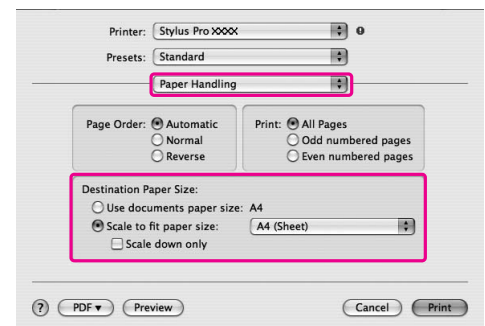 Printer: Stylus Pro XXXX
Presets: Standard
Paper Handling
Page Order: Automatic
Normal
Reverse
Print: All Pages
Odd numbered pages
Even numbered pages
Destination Paper Size:
Use documents paper size: A4
Scale to fit paper size: A4 (Sheet)
Scale down only
? PDF▼ Preview Cancel Print